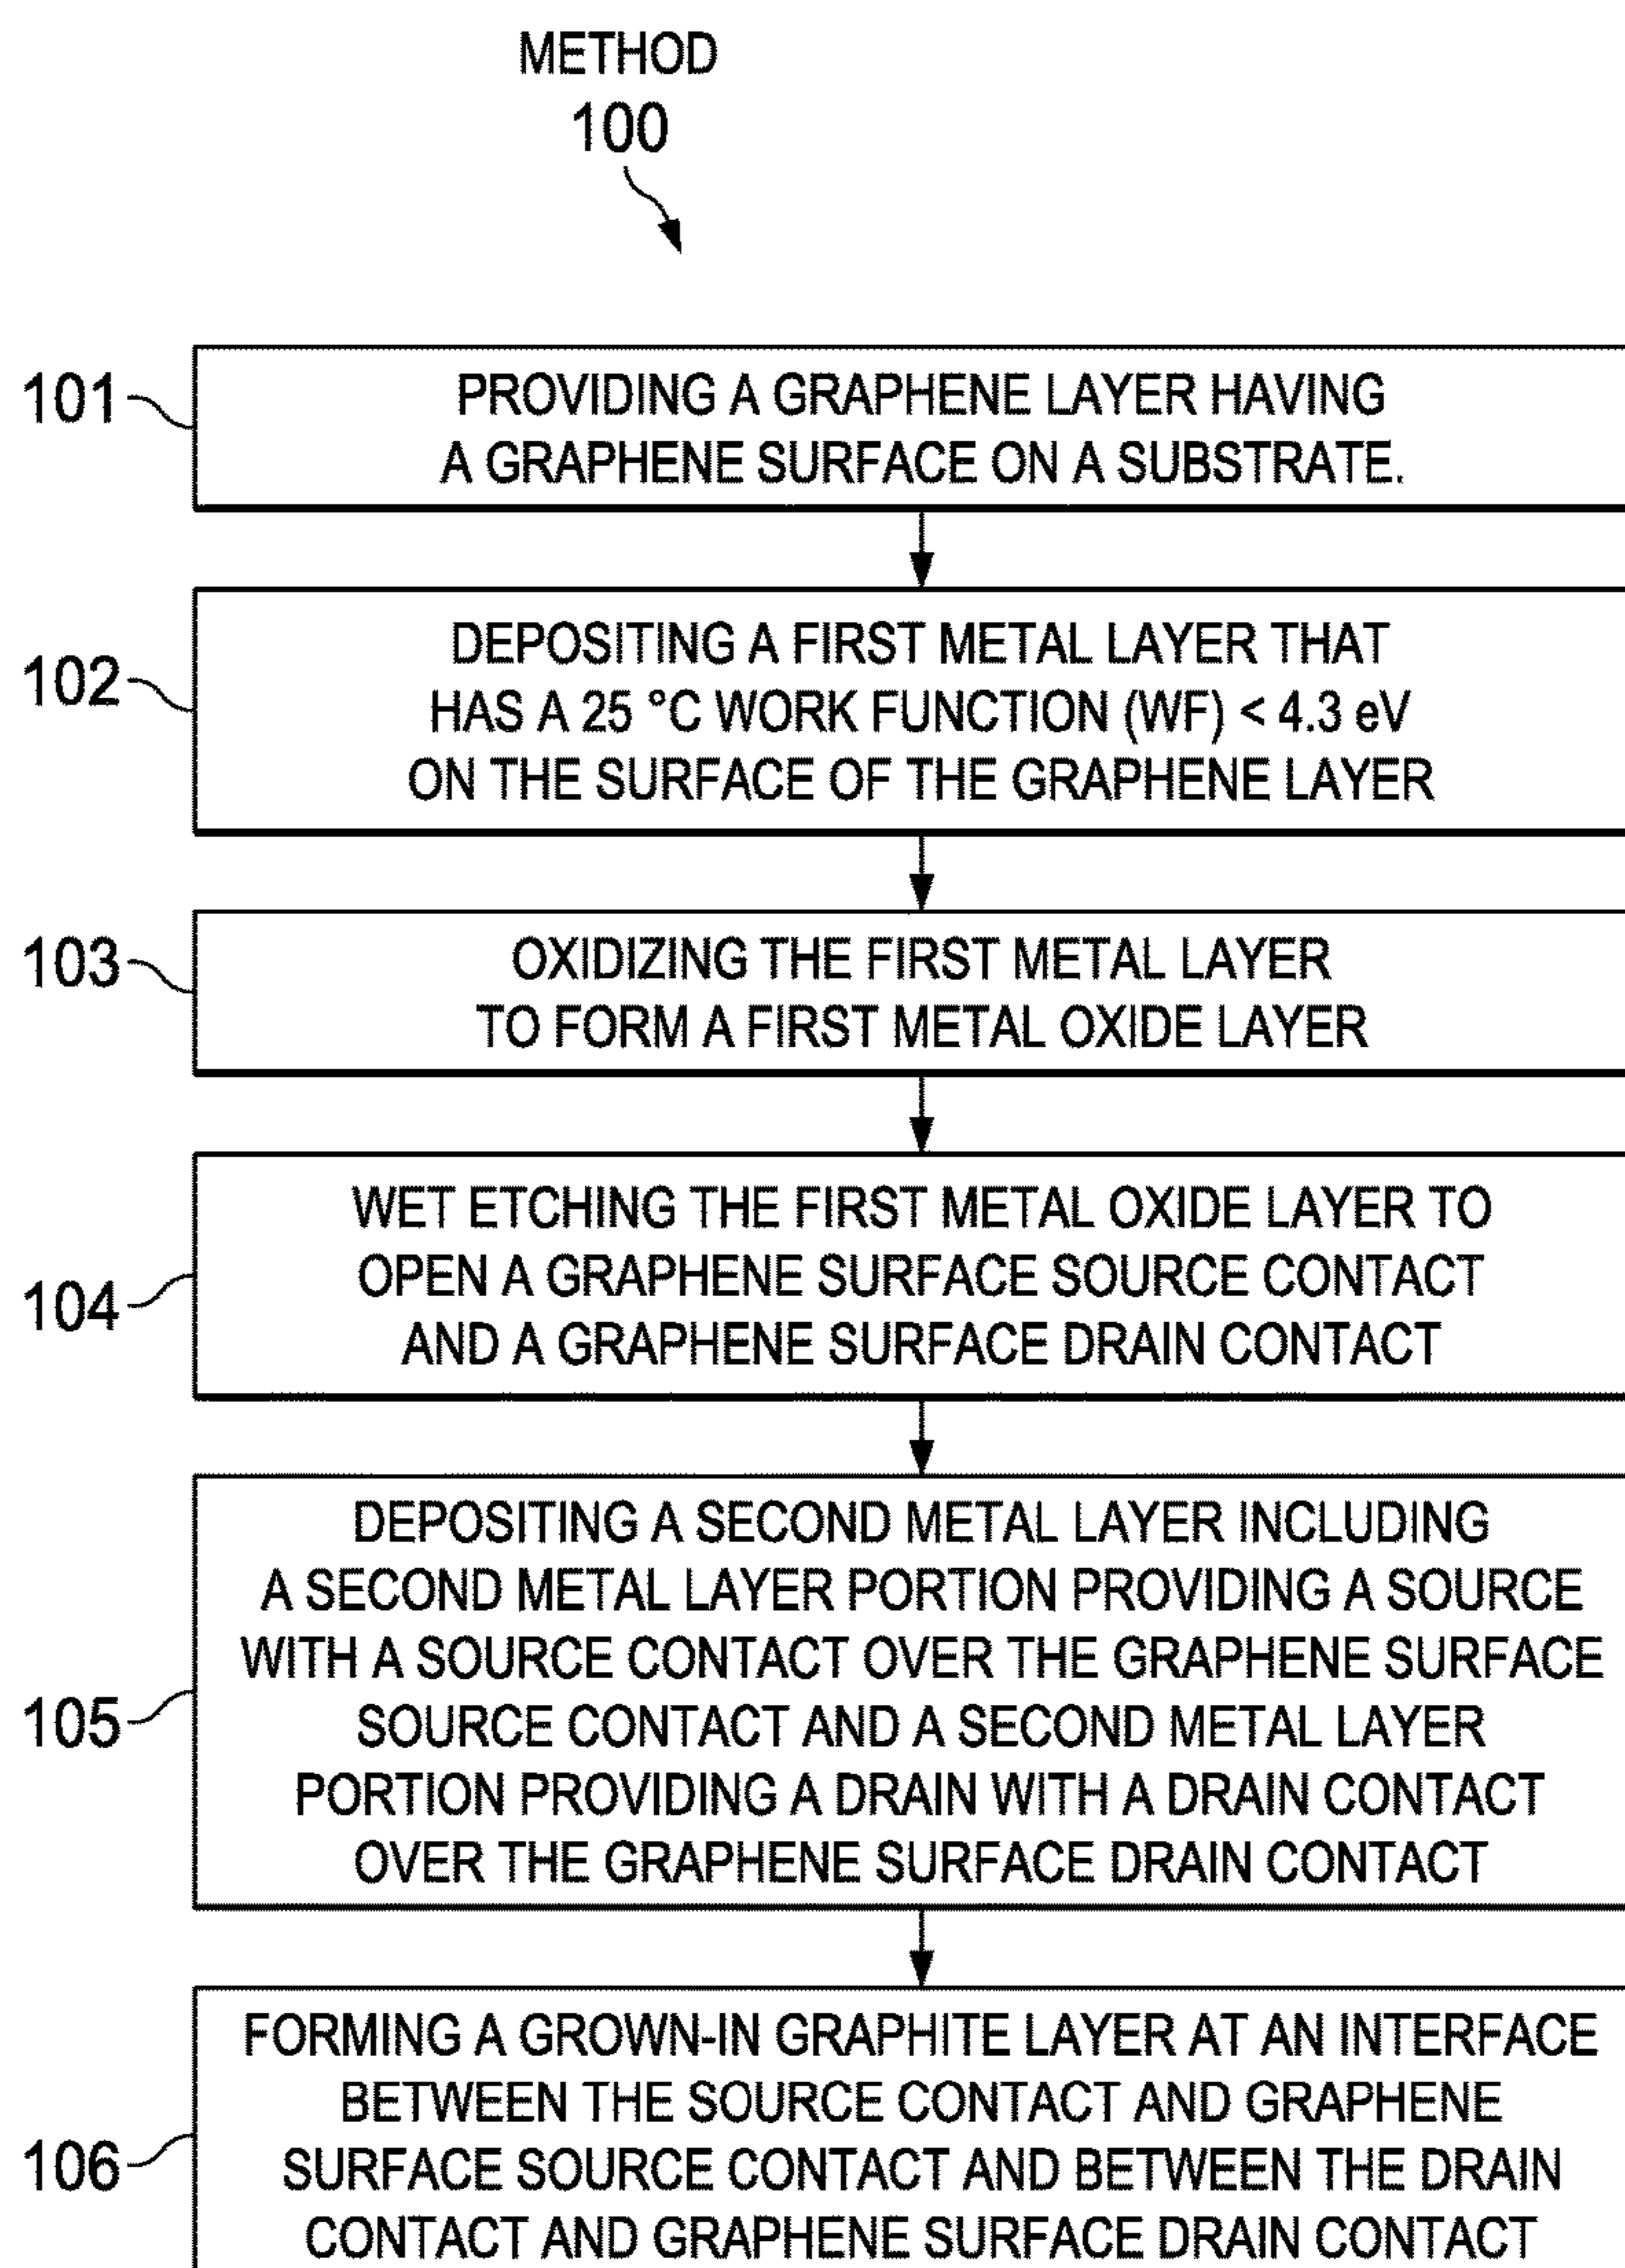 METHOD
100
101
PROVIDING A GRAPHENE LAYER HAVING
A GRAPHENE SURFACE ON A SUBSTRATE.
102
DEPOSITING A FIRST METAL LAYER THAT
HAS A 25 °C WORK FUNCTION (WF) < 4.3 eV
ON THE SURFACE OF THE GRAPHENE LAYER
103
OXIDIZING THE FIRST METAL LAYER
TO FORM A FIRST METAL OXIDE LAYER
104
WET ETCHING THE FIRST METAL OXIDE LAYER TO
OPEN A GRAPHENE SURFACE SOURCE CONTACT
AND A GRAPHENE SURFACE DRAIN CONTACT
105
DEPOSITING A SECOND METAL LAYER INCLUDING
A SECOND METAL LAYER PORTION PROVIDING A SOURCE
WITH A SOURCE CONTACT OVER THE GRAPHENE SURFACE
SOURCE CONTACT AND A SECOND METAL LAYER
PORTION PROVIDING A DRAIN WITH A DRAIN CONTACT
OVER THE GRAPHENE SURFACE DRAIN CONTACT
106
FORMING A GROWN-IN GRAPHITE LAYER AT AN INTERFACE
BETWEEN THE SOURCE CONTACT AND GRAPHENE
SURFACE SOURCE CONTACT AND BETWEEN THE DRAIN
CONTACT AND GRAPHENE SURFACE DRAIN CONTACT